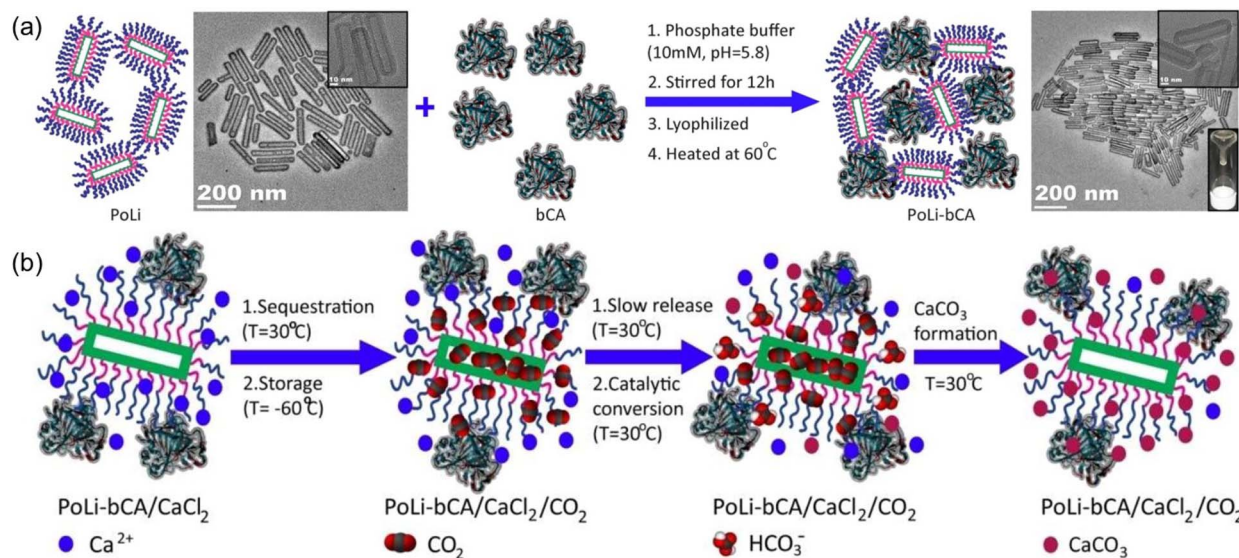 (a)
10 nm
200 nm
PoLi
+
bCA
1. Phosphate buffer
(10mM, pH=5.8)
2. Stirred for 12h
3. Lyophilized
4. Heated at 60°C
PoLi-bCA
10 nm
200 nm
(b)
1.Sequestration
(T=30°C)
2.Storage
(T= -60°C)
1.Slow release
(T=30°C)
2. Catalytic
conversion
(T=30°C)
CaCO₃
formation
T=30°C
PoLi-bCA/CaCl₂
PoLi-bCA/CaCl₂/CO₂
PoLi-bCA/CaCl₂/CO₂
PoLi-bCA/CaCl₂/CO₂
Ca²⁺
CO₂
HCO₃⁻
CaCO₃